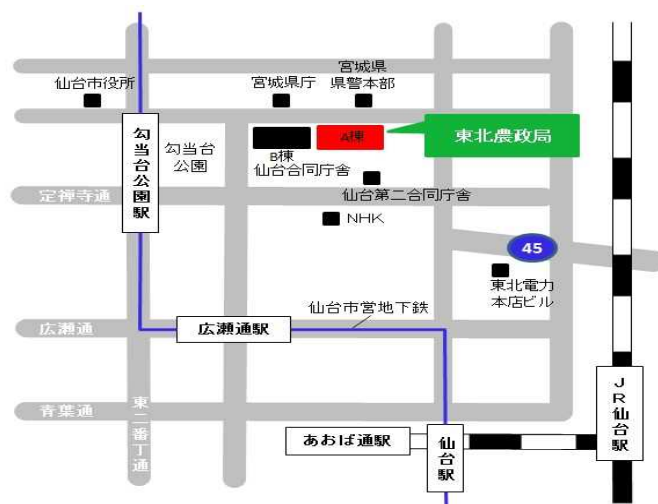 宮城県
県警本部
仙台市役所
宮城県庁
A棟
東北農政局
勾当台公園駅
勾当台
公園
B棟
仙台合同庁舎
仙台第二合同庁舎
定禅寺通
NHK
45
東北電力
本店ビル
仙台市営地下鉄
広瀬通
広瀬通駅
青葉通
東二番丁通
あおば通駅
仙台駅
JR仙台駅